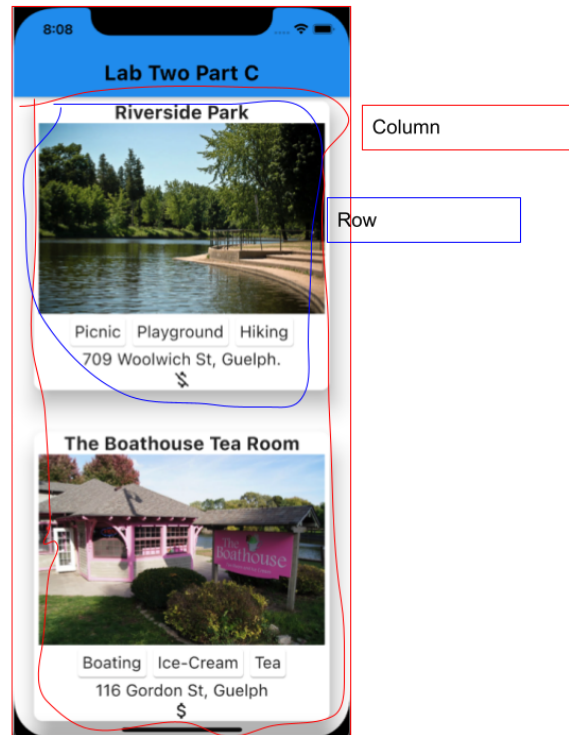 8:08
Lab Two Part C
Riverside Park
Column
Row
Picnic Playground Hiking
709 Woolwich St, Guelph.
The Boathouse Tea Room
The
Boathouse
Boating Ice-Cream Tea
116 Gordon St, Guelph
$